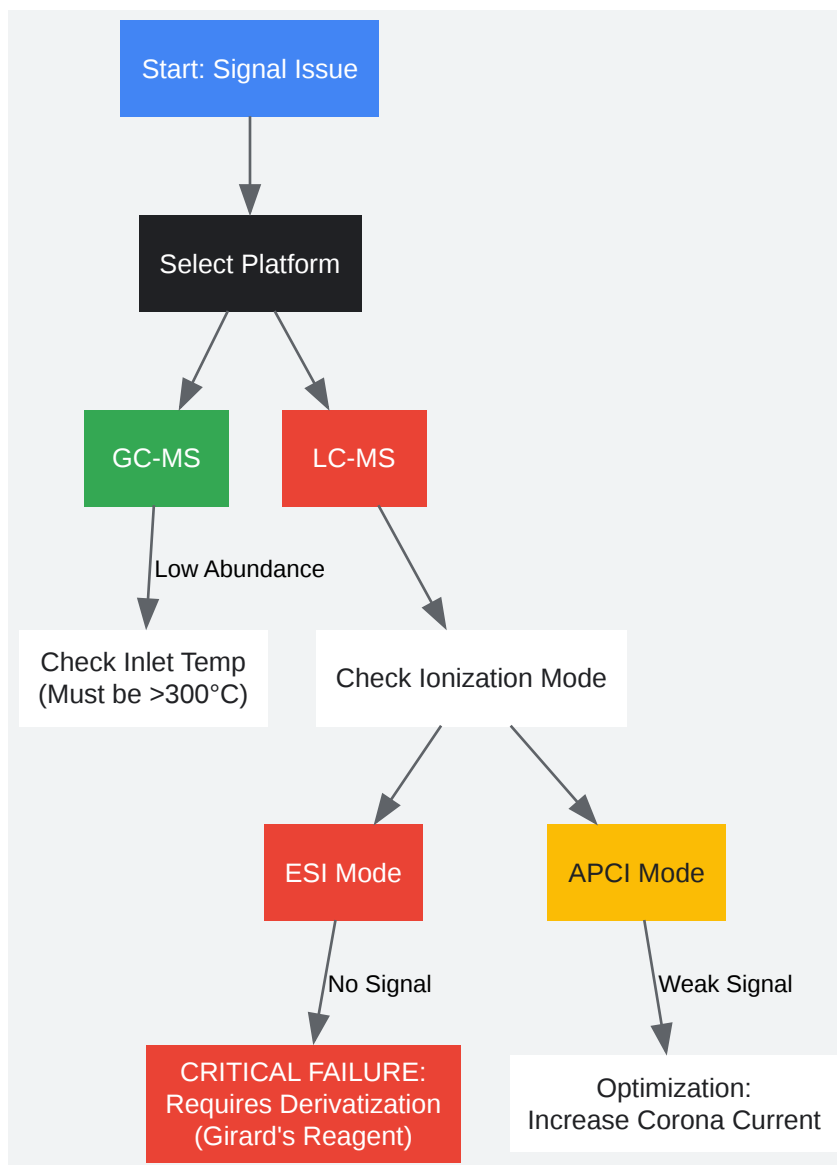 Start: Signal Issue
Select Platform
GC-MS
LC-MS
Low Abundance
Check Inlet Temp
(Must be >300°C)
Check Ionization Mode
ESI Mode
APCI Mode
No Signal
Weak Signal
CRITICAL FAILURE:
Requires Derivatization
(Girard's Reagent)
Optimization:
Increase Corona Current